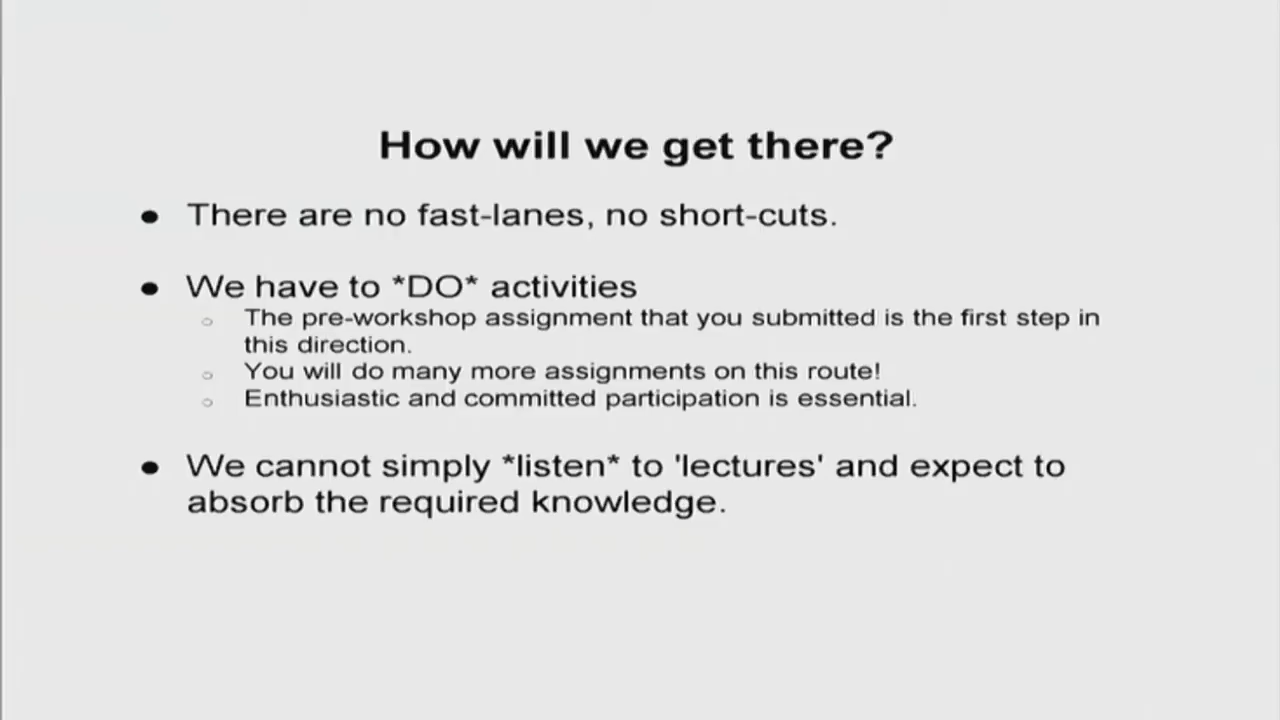 How will we get there?
● There are no fast-lanes, no short-cuts.
● We have to *DO* activities
○ The pre-workshop assignment that you submitted is the first step in
this direction.
○ You will do many more assignments on this route!
○ Enthusiastic and committed participation is essential.
● We cannot simply *listen* to 'lectures' and expect to
absorb the required knowledge.